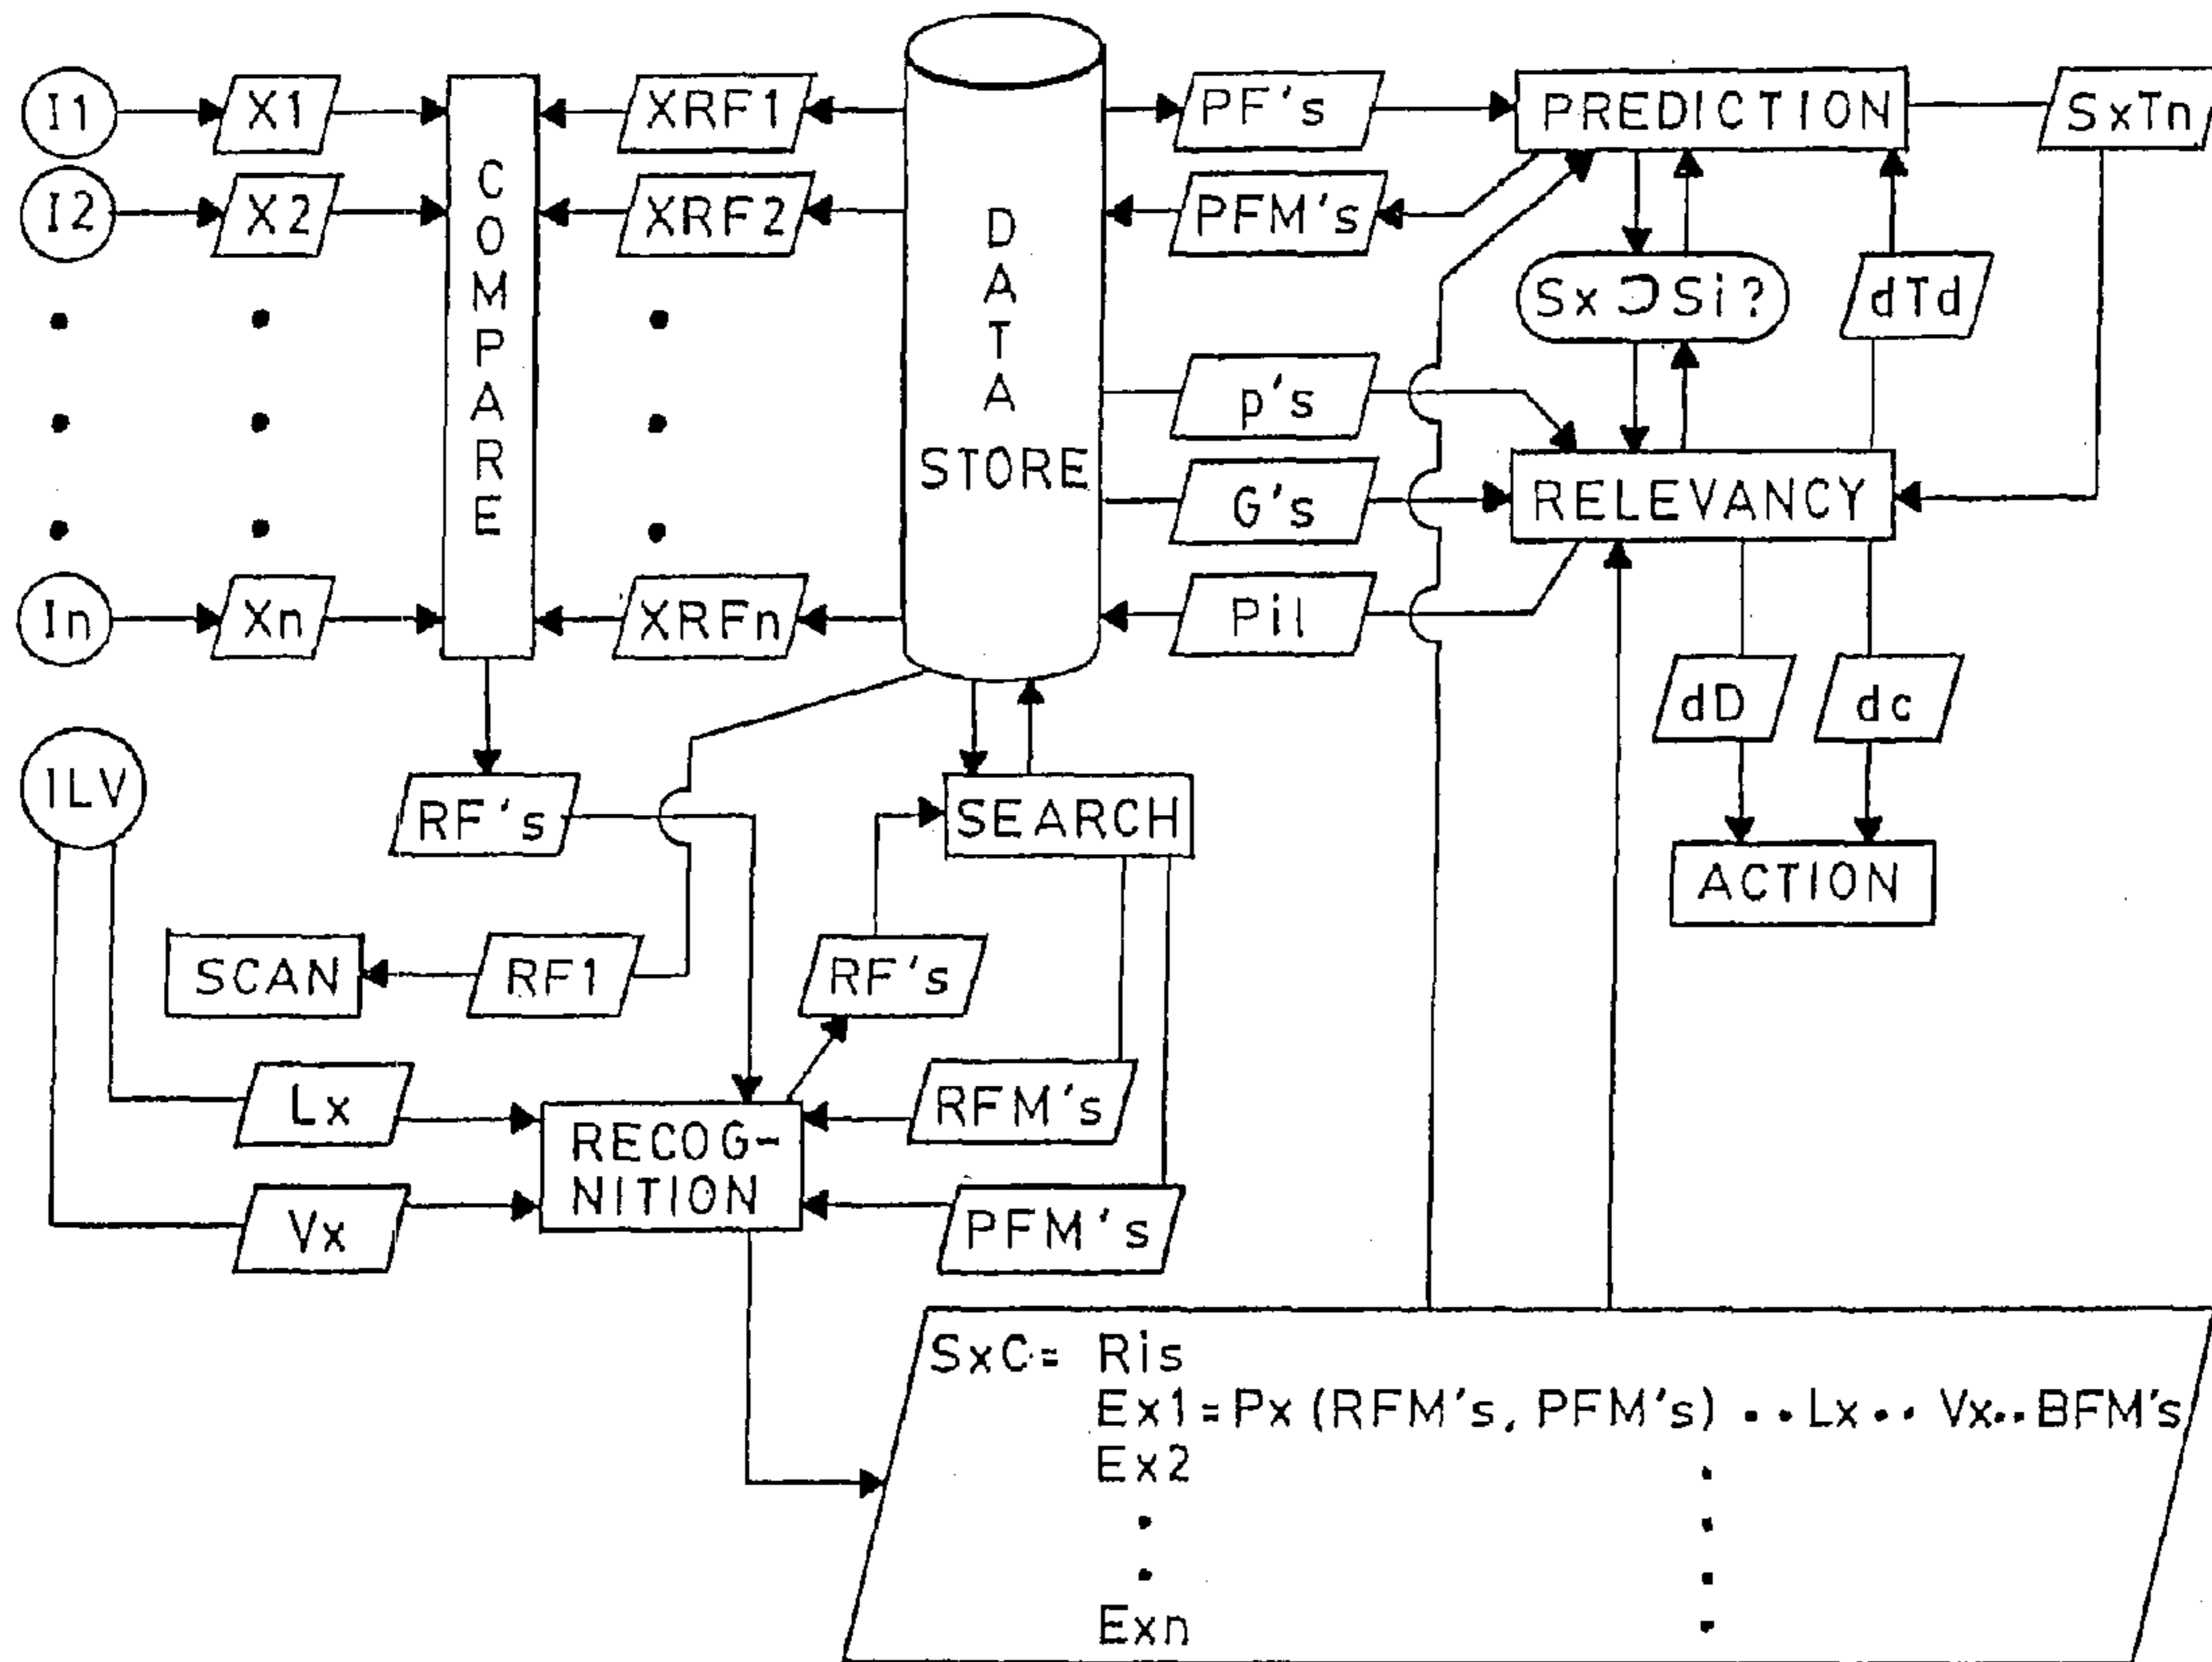 I1
X1
XRF1
PF's
PREDICTION
SxTn
I2
X2
COMPARE
XRF2
DATA
STORE
PFM's
Sx⊃Si?
dTd
p's
G's
RELEVANCY
In
Xn
XRFn
Pil
dD
dc
ILV
RF's
SEARCH
ACTION
SCAN
RF1
RF's
Lx
RECOG-
NITION
RFM's
Vx
PFM's
SxC= Ris
Ex1=Px(RFM's, PFM's)..Lx.. Vx..BFM's
Ex2
Exn